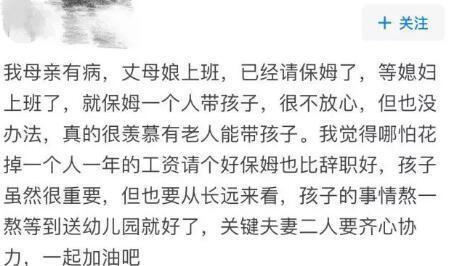 + 关注
我母亲有病，丈母娘上班，已经请保姆了，等媳妇
上班了，就保姆一个人带孩子，很不放心，但也没
办法，真的很羡慕有老人能带孩子。我觉得哪怕花
掉一个人一年的工资请个好保姆也比辞职好，孩子
虽然很重要，但也要从长远来看，孩子的事情熬一
熬等到送幼儿园就好了，关键夫妻二人要齐心协
力，一起加油吧